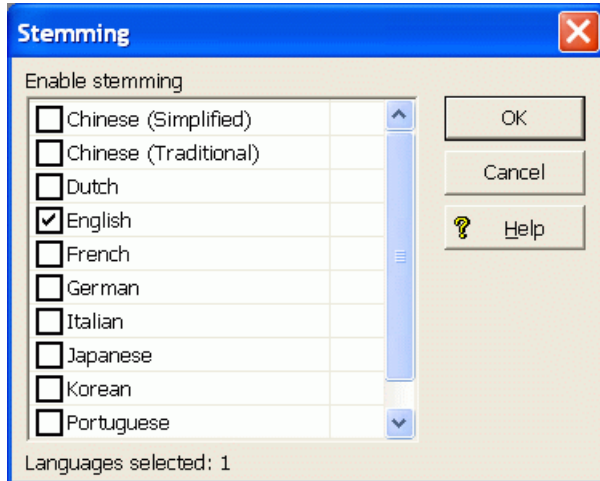 Stemming
Enable stemming
Chinese (Simplified)
Chinese (Traditional)
Dutch
English
French
German
Italian
Japanese
Korean
Portuguese
OK
Cancel
Help
Languages selected: 1